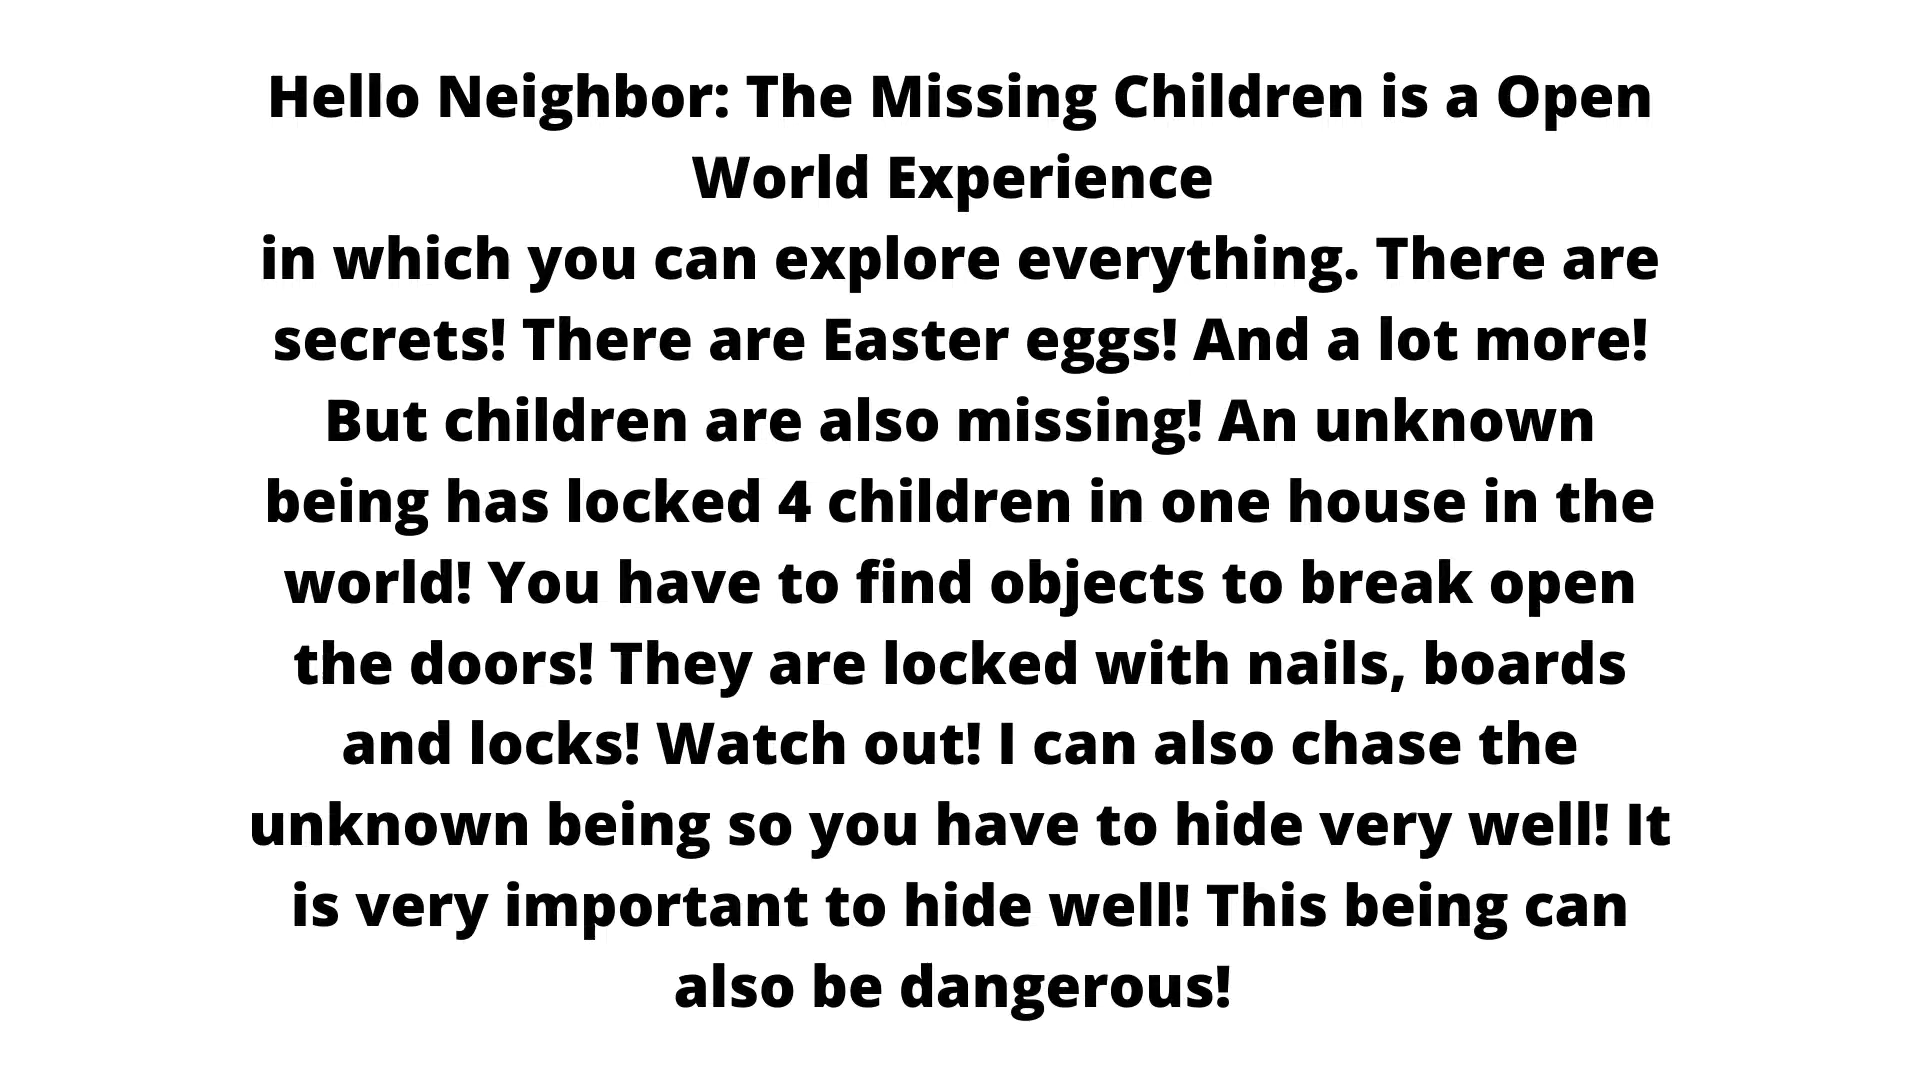 Hello Neighbor: The Missing Children is a Open
World Experience
in which you can explore everything. There are
secrets! There are Easter eggs! And a lot more!
But children are also missing! An unknown
being has locked 4 children in one house in the
world! You have to find objects to break open
the doors! They are locked with nails, boards
and locks! Watch out! I can also chase the
unknown being so you have to hide very well! It
is very important to hide well! This being can
also be dangerous!